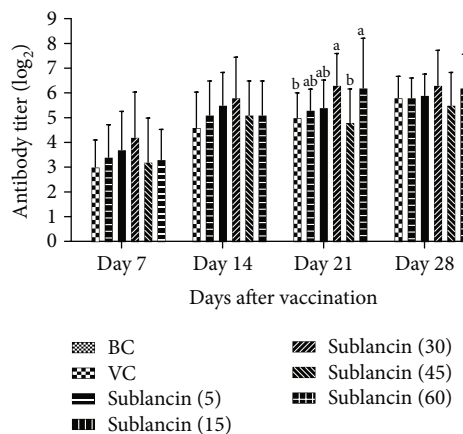 Antibody titer (log₂)
9
8
7
6
5
4
3
2
1
0
b ab ab a b a
Day 7 Day 14 Day 21 Day 28
Days after vaccination
BC
VC
Sublancin (5)
Sublancin (15)
Sublancin (30)
Sublancin (45)
Sublancin (60)